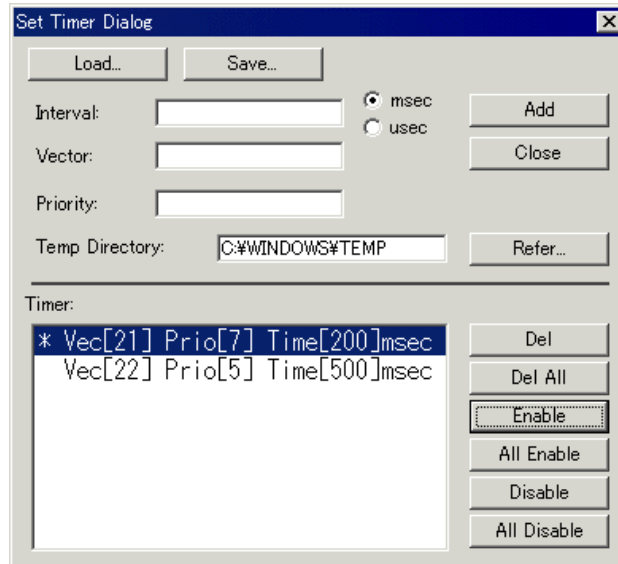 Set Timer Dialog
Load... Save...
Interval: msec Add
usec
Vector: Close
Priority:
Temp Directory: C:¥WINDOWS¥TEMP Refer...
Timer:
* Vec[21] Prio[7] Time[200]msec Del
Vec[22] Prio[5] Time[500]msec Del All
Enable
All Enable
Disable
All Disable